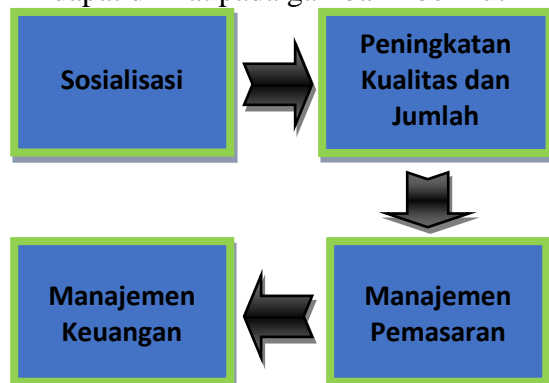 Sosialisasi
Peningkatan
Kualitas dan
Jumlah
Manajemen
Pemasaran
Manajemen
Keuangan